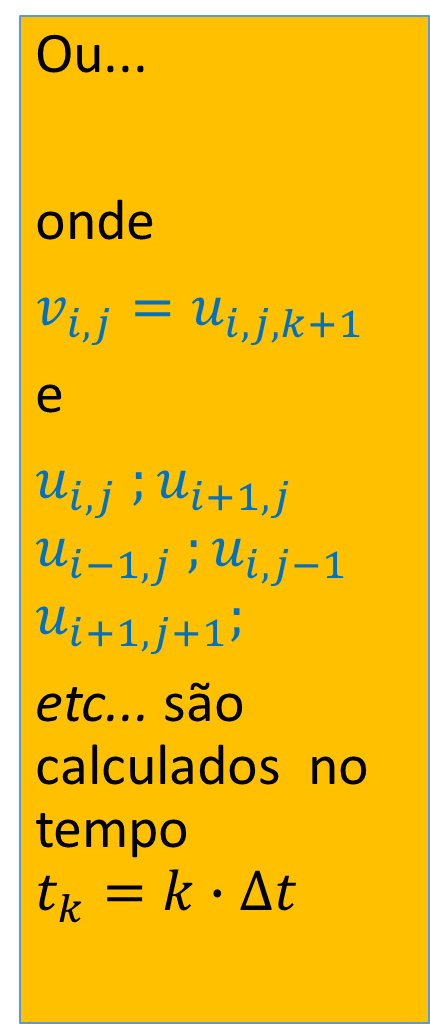 Ou...
onde
v_{i,j} = u_{i,j,k+1}
e
u_{i,j} ; u_{i+1,j}
u_{i−1,j} ; u_{i,j−1}
u_{i+1,j+1};
etc... são
calculados no
tempo
t_k = k · Δt